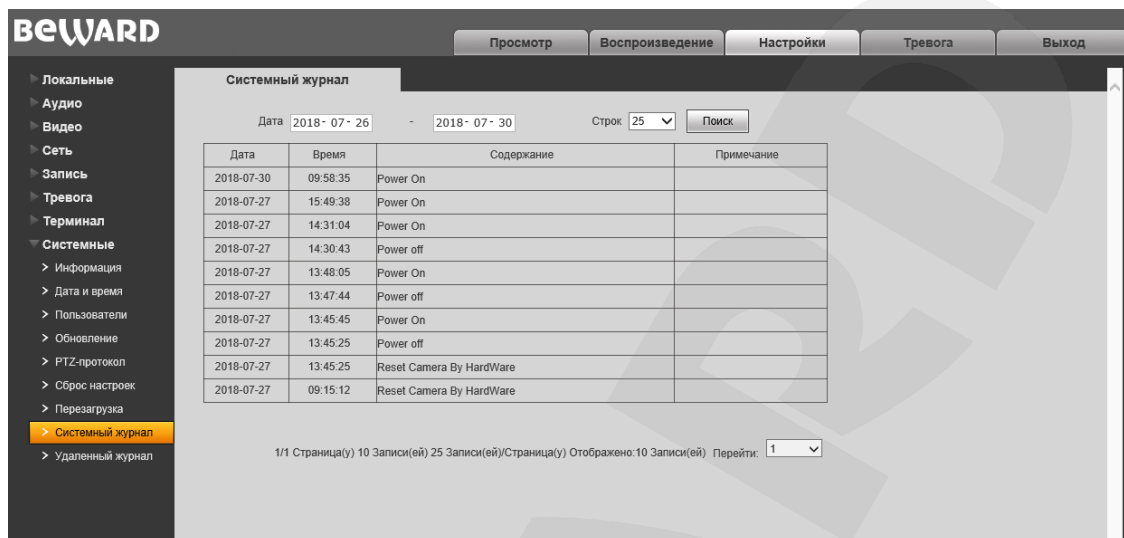 BEWARD
Просмотр Воспроизведение Настройки Тревога Выход
Локальные
Аудио
Видео
Сеть
Запись
Тревога
Терминал
Системные
Информация
Дата и время
Пользователи
Обновление
PTZ-протокол
Сброс настроек
Перезагрузка
Системный журнал
Удаленный журнал
Системный журнал
Дата 2018- 07- 26 - 2018- 07- 30 Строк 25 Поиск
Дата Время Содержание Примечание
2018-07-30 09:58:35 Power On
2018-07-27 15:49:38 Power On
2018-07-27 14:31:04 Power On
2018-07-27 14:30:43 Power off
2018-07-27 13:48:05 Power On
2018-07-27 13:47:44 Power off
2018-07-27 13:45:45 Power On
2018-07-27 13:45:25 Power off
2018-07-27 13:45:25 Reset Camera By HardWare
2018-07-27 09:15:12 Reset Camera By HardWare
1/1 Страница(у) 10 Записи(ей) 25 Записи(ей)/Страница(у) Отображено:10 Записи(ей) Перейти: 1